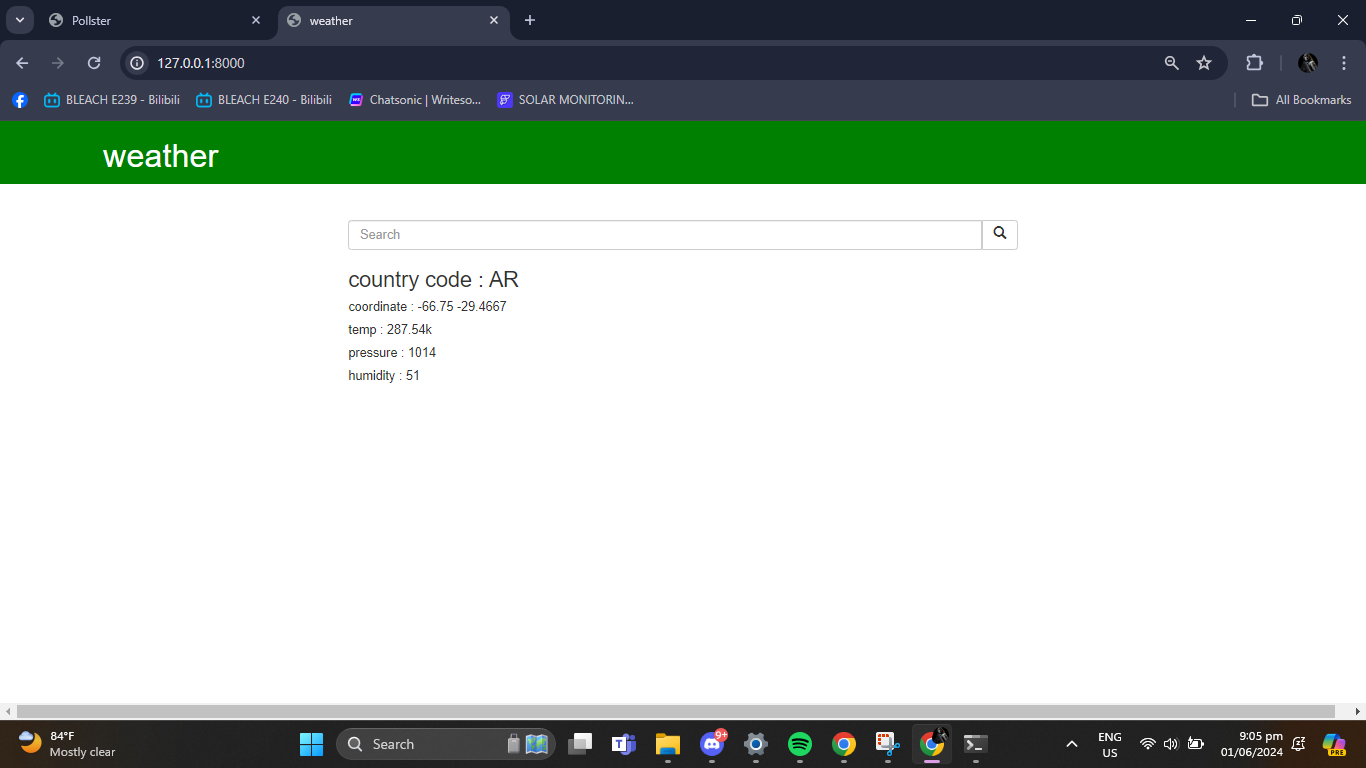 Pollster
weather
127.0.0.1:8000
BLEACH E239 - Bilibili
BLEACH E240 - Bilibili
Chatsonic | Writeso...
SOLAR MONITORIN...
All Bookmarks
weather
Search
country code : AR
coordinate : -66.75 -29.4667
temp : 287.54k
pressure : 1014
humidity : 51
84°F
Mostly clear
Search
9+
ENG
US
9:05 pm
01/06/2024
PRE